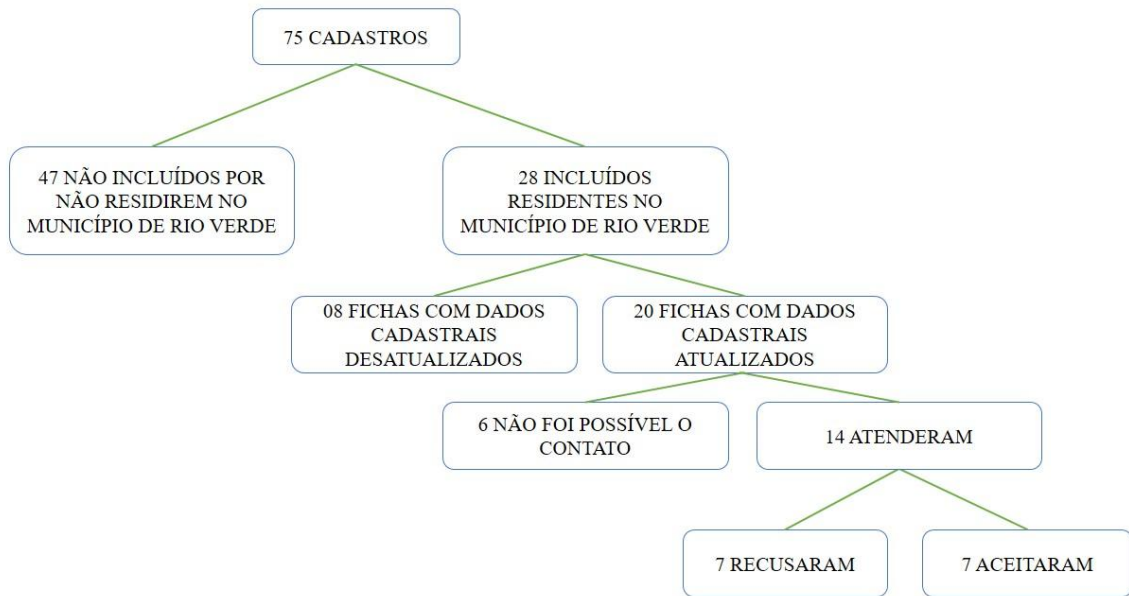 75 CADASTROS
47 NÃO INCLUÍDOS POR
NÃO RESIDIREM NO
MUNICÍPIO DE RIO VERDE
28 INCLUÍDOS
RESIDENTES NO
MUNICÍPIO DE RIO VERDE
08 FICHAS COM DADOS
CADASTRAIS
DESATUALIZADOS
20 FICHAS COM DADOS
CADASTRAIS
ATUALIZADOS
6 NÃO FOI POSSÍVEL O
CONTATO
14 ATENDERAM
7 RECUSARAM
7 ACEITARAM